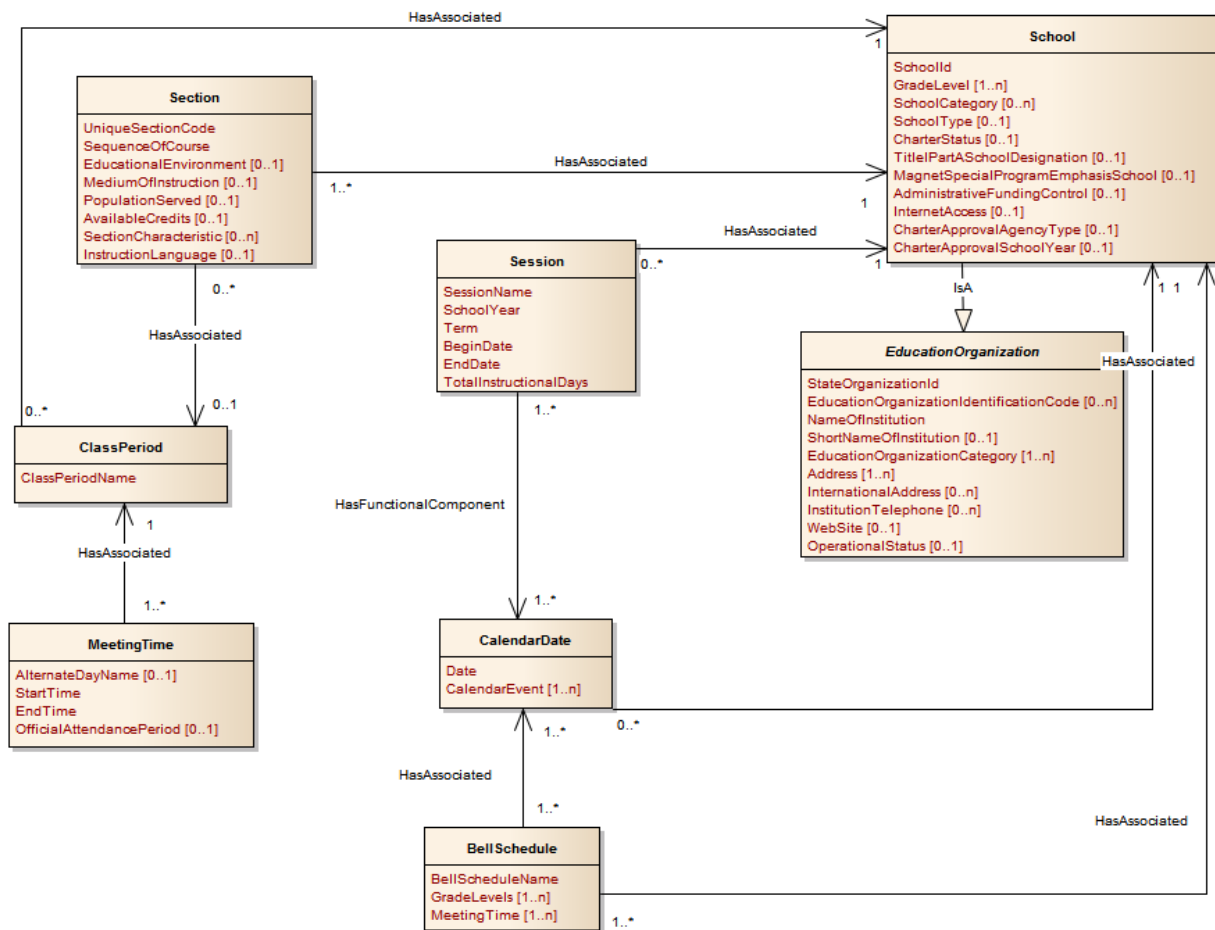 HasAssociated
1
School
SchoolId
GradeLevel [1..n]
SchoolCategory [0..n]
SchoolType [0..1]
CharterStatus [0..1]
TitleIPartASchoolDesignation [0..1]
MagnetSpecialProgramEmphasisSchool [0..1]
AdministrativeFundingControl [0..1]
InternetAccess [0..1]
CharterApprovalAgencyType [0..1]
CharterApprovalSchoolYear [0..1]
Section
UniqueSectionCode
SequenceOfCourse
EducationalEnvironment [0..1]
MediumOfInstruction [0..1]
PopulationServed [0..1]
AvailableCredits [0..1]
SectionCharacteristic [0..n]
InstructionLanguage [0..1]
HasAssociated
1..*
1
HasAssociated
0..*
1
Session
SessionName
SchoolYear
Term
BeginDate
EndDate
TotalInstructionalDays
0..*
HasAssociated
0..1
IsA
1 1
EducationOrganization
StateOrganizationId
EducationOrganizationIdentificationCode [0..n]
NameOfInstitution
ShortNameOfInstitution [0..1]
EducationOrganizationCategory [1..n]
Address [1..n]
InternationalAddress [0..n]
InstitutionTelephone [0..n]
WebSite [0..1]
OperationalStatus [0..1]
HasAssociated
0..*
ClassPeriod
ClassPeriodName
1
HasAssociated
1..*
1..*
HasFunctionalComponent
1..*
MeetingTime
AlternateDayName [0..1]
StartTime
EndTime
OfficialAttendancePeriod [0..1]
CalendarDate
Date
CalendarEvent [1..n]
1..*
0..*
HasAssociated
1..*
HasAssociated
BellSchedule
BellScheduleName
GradeLevels [1..n]
MeetingTime [1..n]
1..*